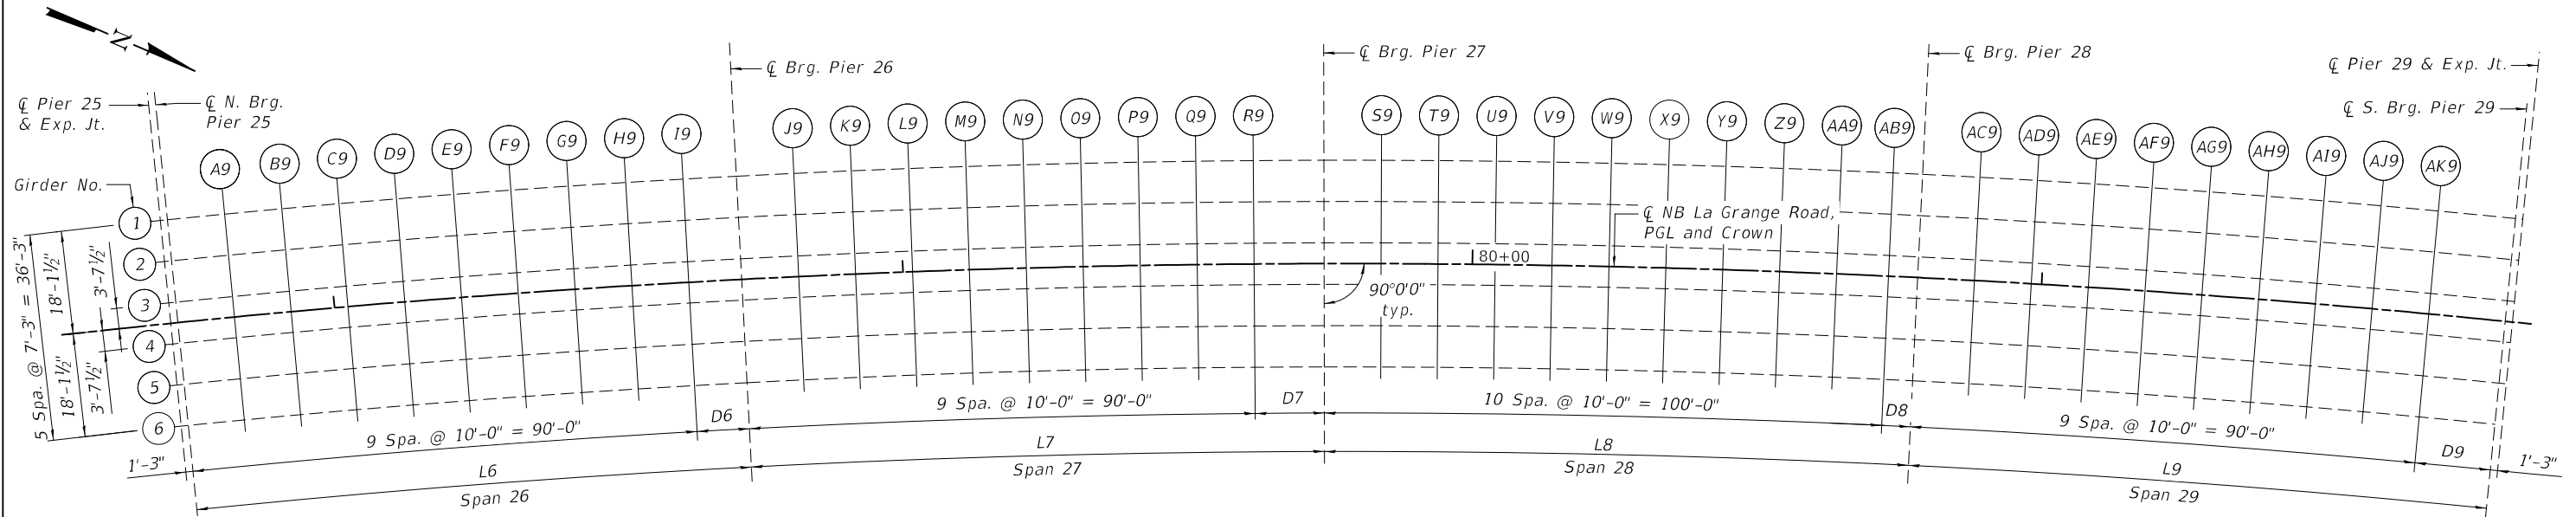 N
℄ Pier 25
& Exp. Jt.
℄ N. Brg.
Pier 25
℄ Brg. Pier 26
℄ Brg. Pier 27
℄ Brg. Pier 28
℄ Pier 29 & Exp. Jt.
℄ S. Brg. Pier 29
A9 B9 C9 D9 E9 F9 G9 H9 I9
J9 K9 L9 M9 N9 O9 P9 Q9 R9
S9 T9 U9 V9 W9 X9 Y9 Z9 AA9 AB9
AC9 AD9 AE9 AF9 AG9 AH9 AI9 AJ9 AK9
Girder No.
1
2
3
4
5
6
5 Spa. @ 7'-3" = 36'-3"
18'-1½"
18'-1½"
3'-7½"
3'-7½"
℄ NB La Grange Road,
PGL and Crown
80+00
90°0'0"
typ.
9 Spa. @ 10'-0" = 90'-0"
D6
9 Spa. @ 10'-0" = 90'-0"
D7
10 Spa. @ 10'-0" = 100'-0"
D8
9 Spa. @ 10'-0" = 90'-0"
D9
1'-3"
L6
L7
L8
L9
1'-3"
Span 26
Span 27
Span 28
Span 29